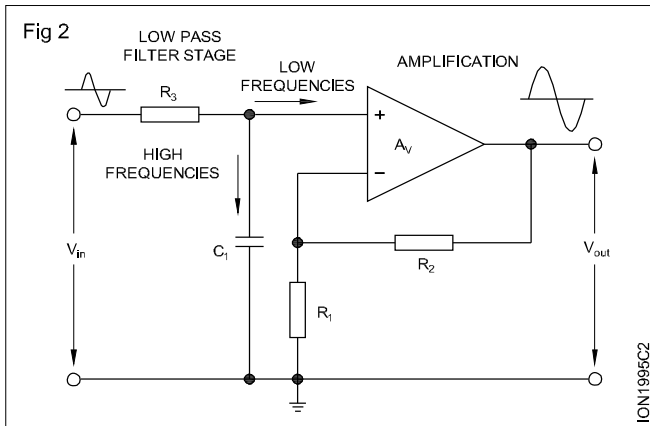 Fig 2
LOW PASS
FILTER STAGE
R3
LOW
FREQUENCIES
AMPLIFICATION
HIGH
FREQUENCIES
+
AV
−
Vin
C1
R2
Vout
R1
ION1995C2